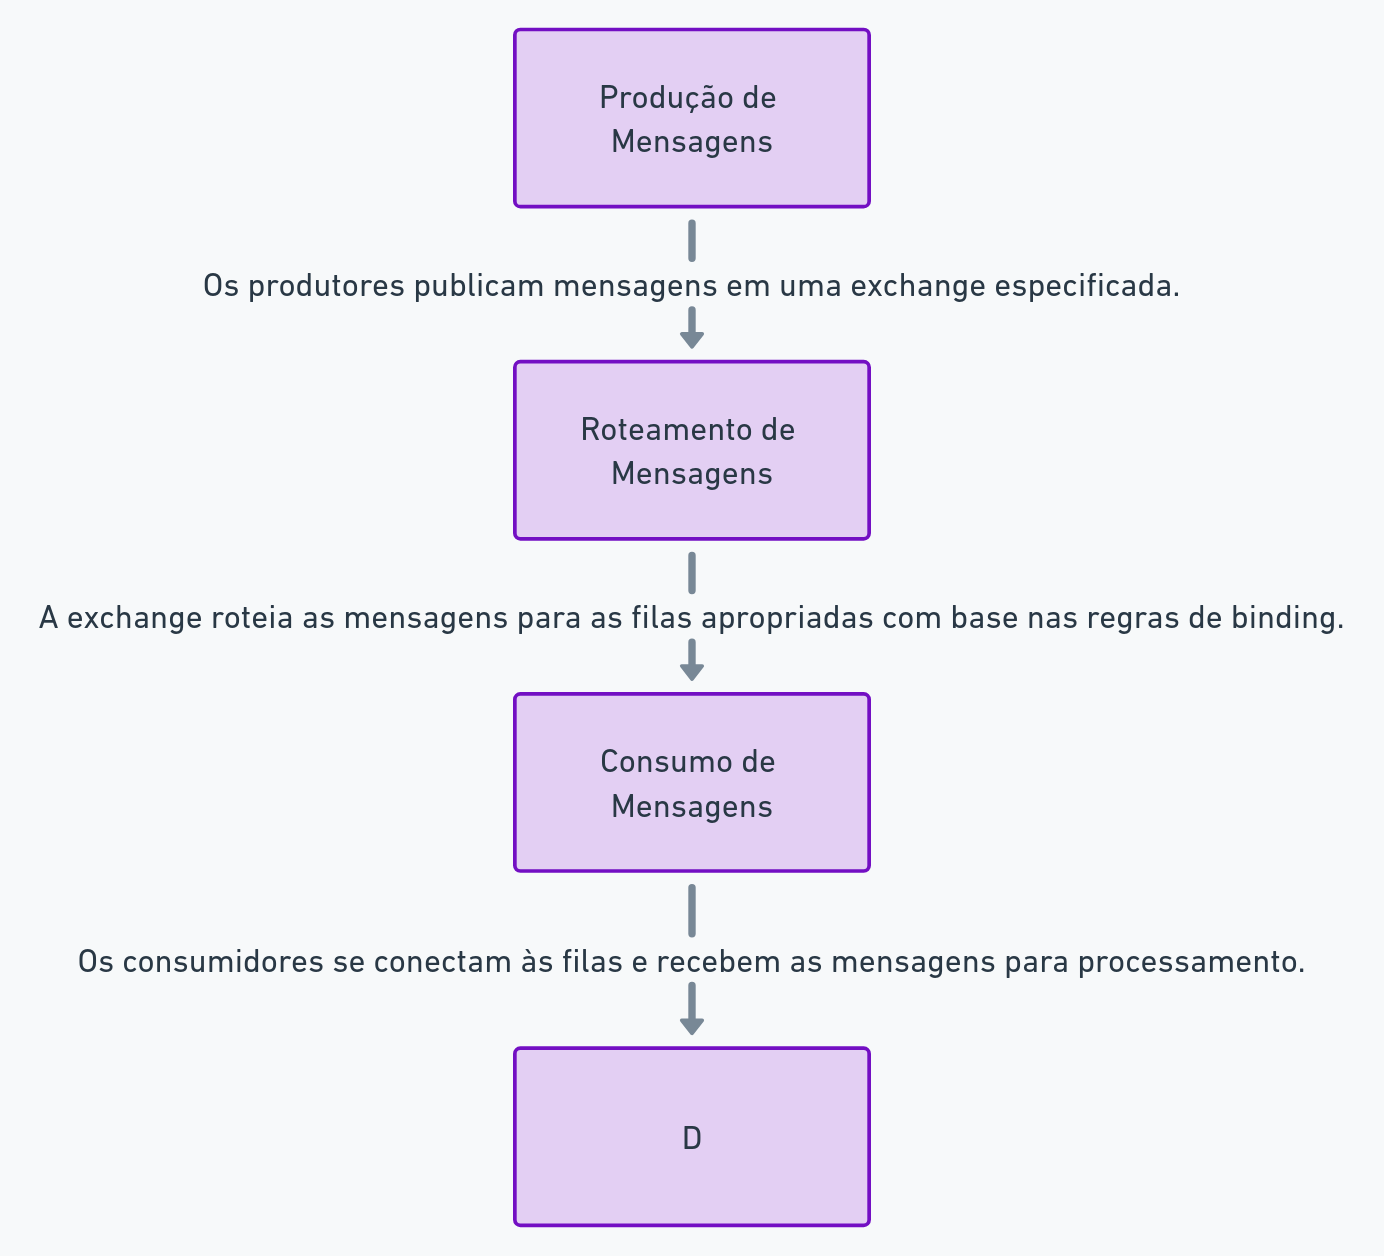 Produção de
Mensagens
Os produtores publicam mensagens em uma exchange especificada.
Roteamento de
Mensagens
A exchange roteia as mensagens para as filas apropriadas com base nas regras de binding.
Consumo de
Mensagens
Os consumidores se conectam às filas e recebem as mensagens para processamento.
D